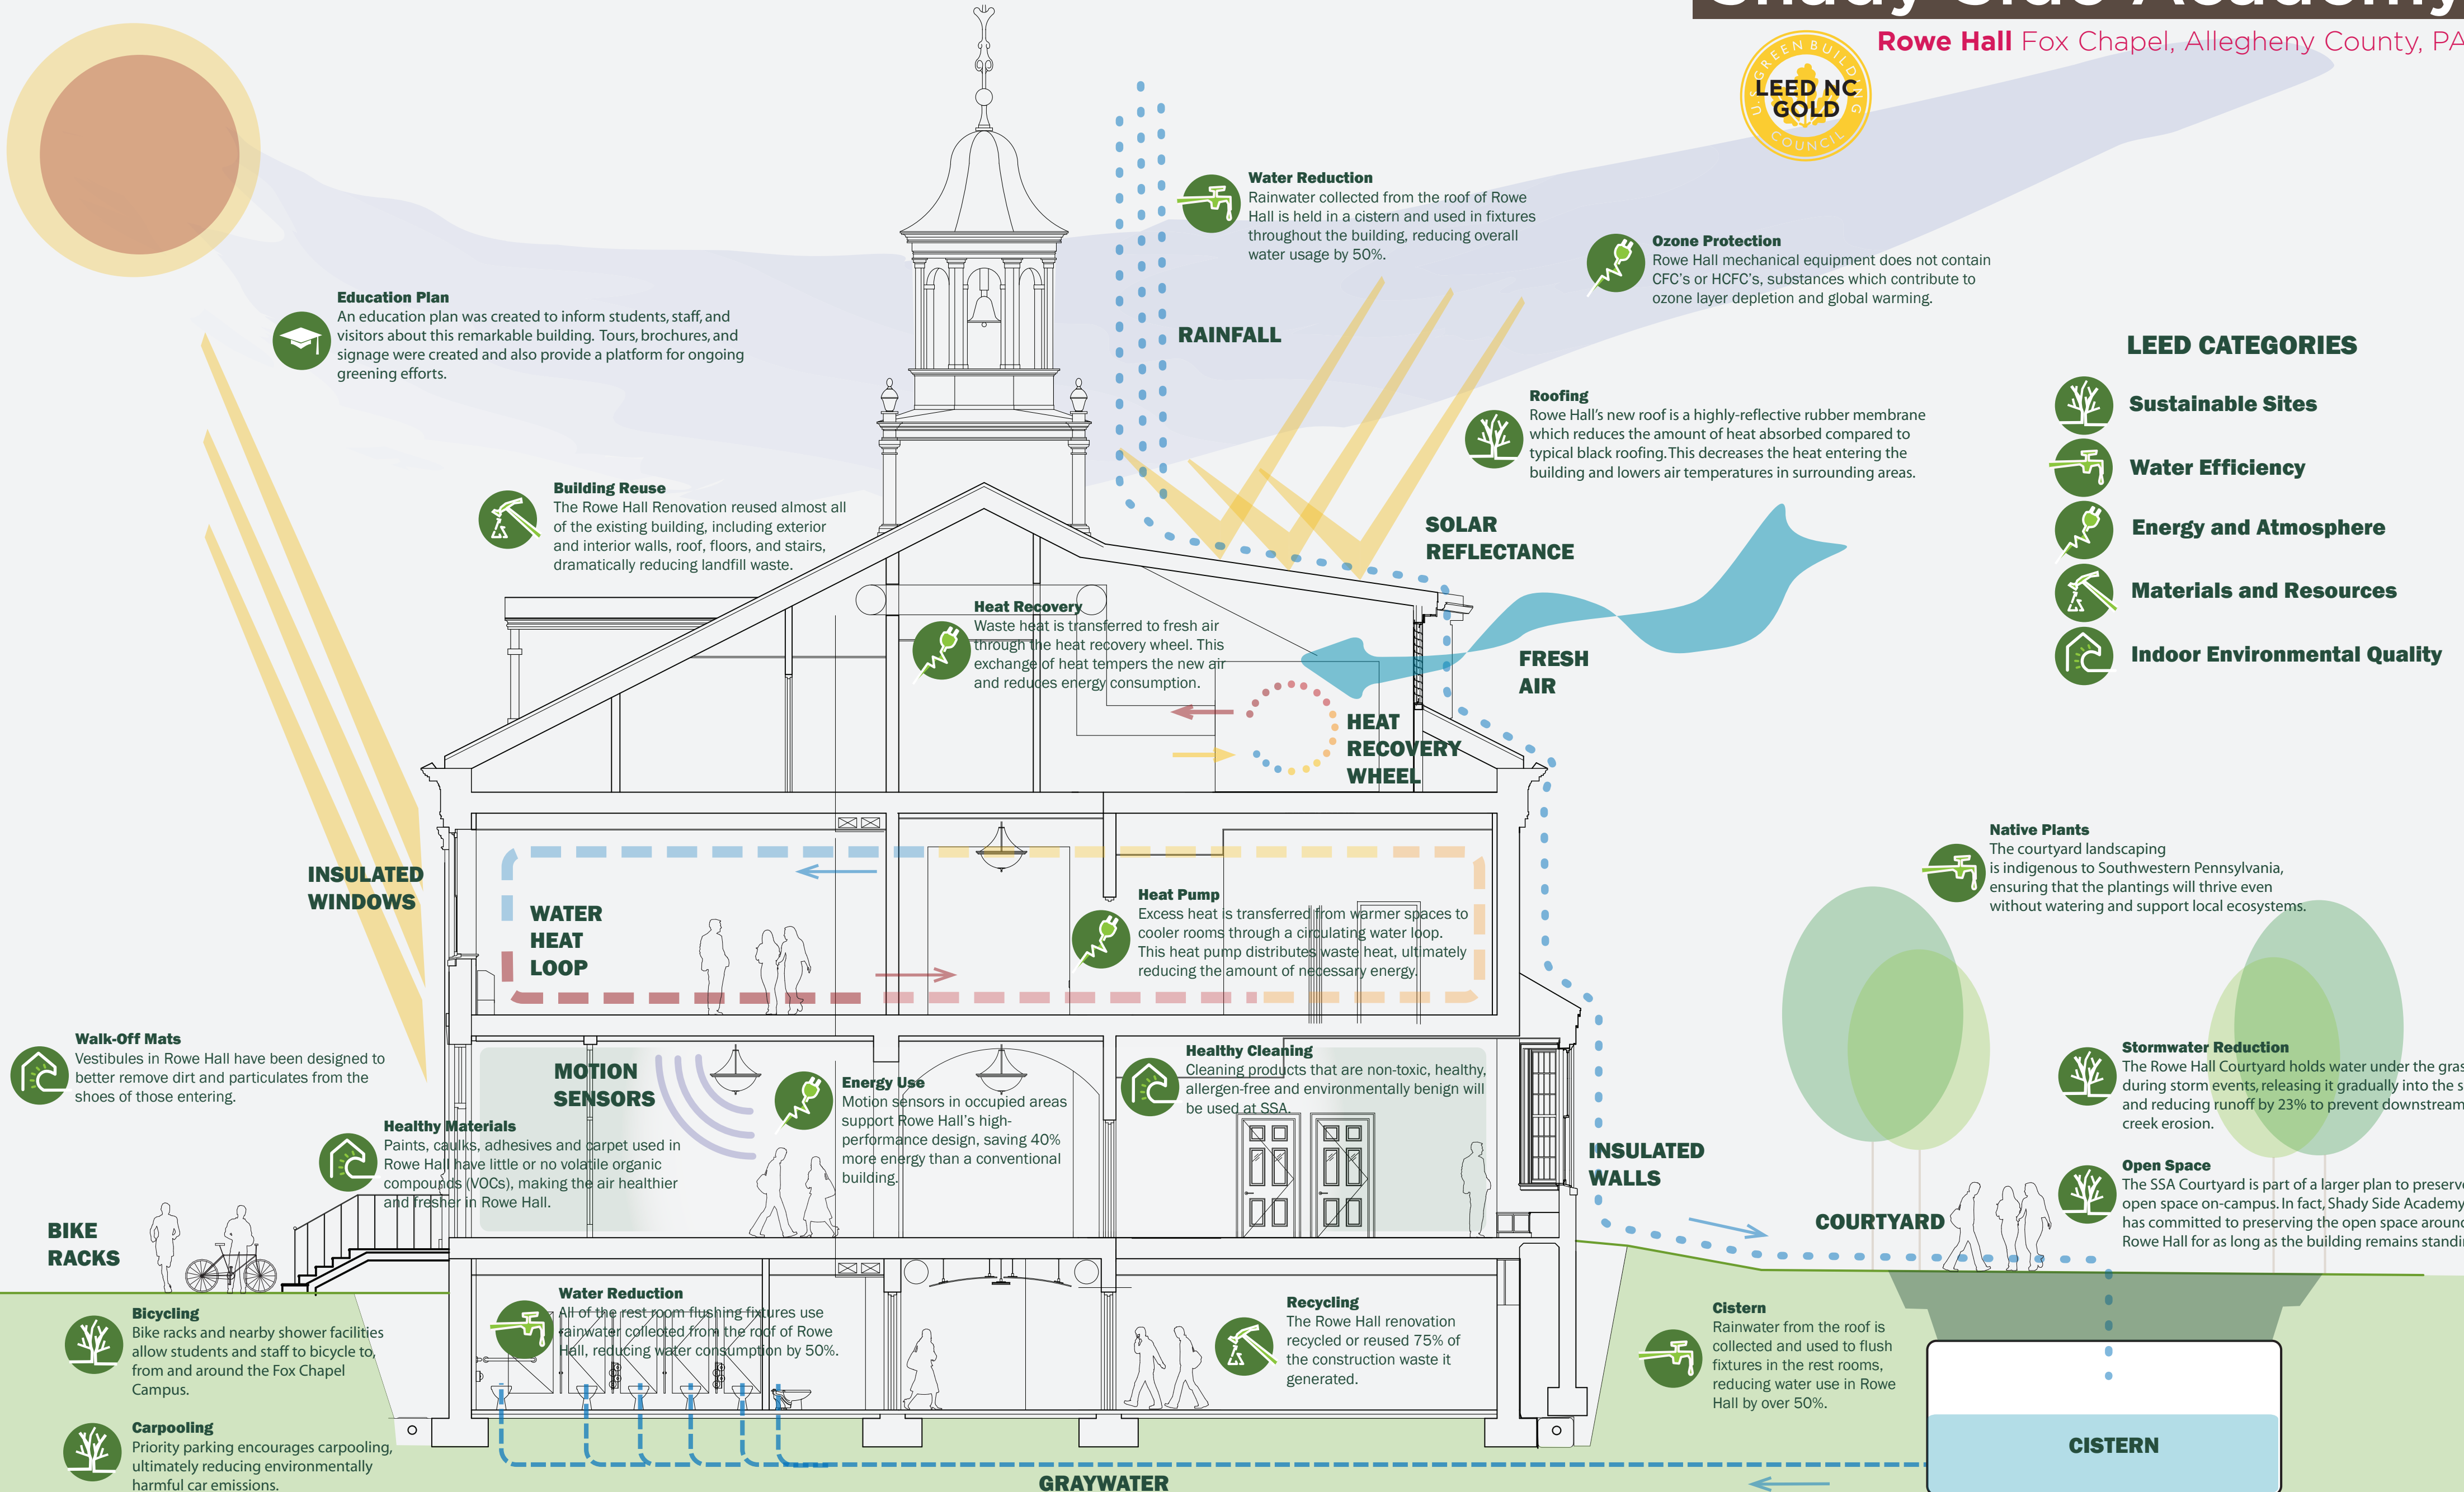 Shady Side Academy
Rowe Hall Fox Chapel, Allegheny County, PA
U.S. GREEN BUILDING COUNCIL
LEED NC
GOLD
Water Reduction
Rainwater collected from the roof of Rowe
Hall is held in a cistern and used in fixtures
throughout the building, reducing overall
water usage by 50%.
Ozone Protection
Rowe Hall mechanical equipment does not contain
CFC's or HCFC's, substances which contribute to
ozone layer depletion and global warming.
Education Plan
An education plan was created to inform students, staff, and
visitors about this remarkable building. Tours, brochures, and
signage were created and also provide a platform for ongoing
greening efforts.
RAINFALL
LEED CATEGORIES
Sustainable Sites
Water Efficiency
Energy and Atmosphere
Materials and Resources
Indoor Environmental Quality
Roofing
Rowe Hall's new roof is a highly-reflective rubber membrane
which reduces the amount of heat absorbed compared to
typical black roofing. This decreases the heat entering the
building and lowers air temperatures in surrounding areas.
Building Reuse
The Rowe Hall Renovation reused almost all
of the existing building, including exterior
and interior walls, roof, floors, and stairs,
dramatically reducing landfill waste.
SOLAR
REFLECTANCE
Heat Recovery
Waste heat is transferred to fresh air
through the heat recovery wheel. This
exchange of heat tempers the new air
and reduces energy consumption.
FRESH
AIR
HEAT
RECOVERY
WHEEL
Native Plants
The courtyard landscaping
is indigenous to Southwestern Pennsylvania,
ensuring that the plantings will thrive even
without watering and support local ecosystems.
INSULATED
WINDOWS
WATER
HEAT
LOOP
Heat Pump
Excess heat is transferred from warmer spaces to
cooler rooms through a circulating water loop.
This heat pump distributes waste heat, ultimately
reducing the amount of necessary energy.
Walk-Off Mats
Vestibules in Rowe Hall have been designed to
better remove dirt and particulates from the
shoes of those entering.
MOTION
SENSORS
Energy Use
Motion sensors in occupied areas
support Rowe Hall's high-
performance design, saving 40%
more energy than a conventional
building.
Healthy Cleaning
Cleaning products that are non-toxic, healthy,
allergen-free and environmentally benign will
be used at SSA.
Stormwater Reduction
The Rowe Hall Courtyard holds water under the gras
during storm events, releasing it gradually into the s
and reducing runoff by 23% to prevent downstream
creek erosion.
Healthy Materials
Paints, caulks, adhesives and carpet used in
Rowe Hall have little or no volatile organic
compounds (VOCs), making the air healthier
and fresher in Rowe Hall.
INSULATED
WALLS
Open Space
The SSA Courtyard is part of a larger plan to preserve
open space on-campus. In fact, Shady Side Academy
has committed to preserving the open space around
Rowe Hall for as long as the building remains standi
COURTYARD
BIKE
RACKS
Bicycling
Bike racks and nearby shower facilities
allow students and staff to bicycle to,
from and around the Fox Chapel
Campus.
Water Reduction
All of the rest room flushing fixtures use
rainwater collected from the roof of Rowe
Hall, reducing water consumption by 50%.
Recycling
The Rowe Hall renovation
recycled or reused 75% of
the construction waste it
generated.
Cistern
Rainwater from the roof is
collected and used to flush
fixtures in the rest rooms,
reducing water use in Rowe
Hall by over 50%.
Carpooling
Priority parking encourages carpooling,
ultimately reducing environmentally
harmful car emissions.
CISTERN
GRAYWATER